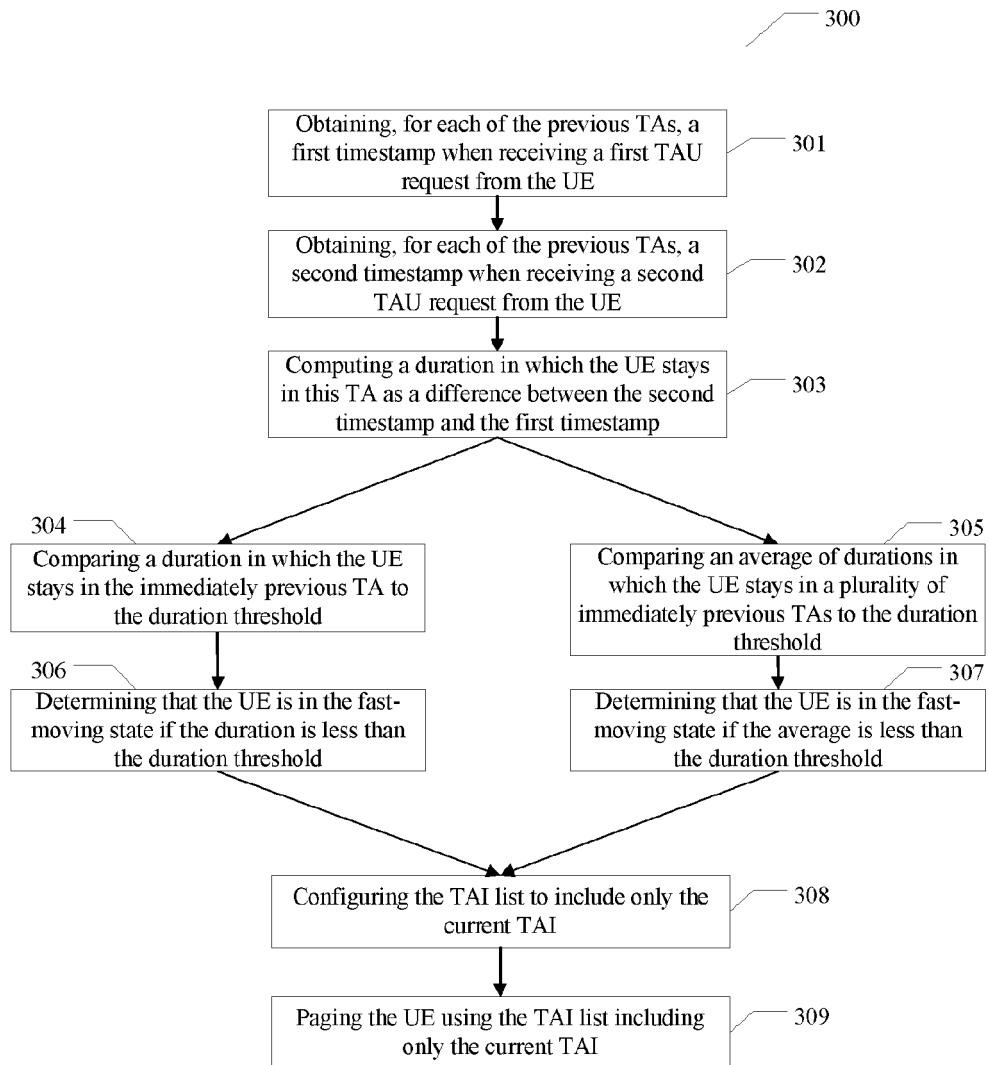 300
Obtaining, for each of the previous TAs, a
first timestamp when receiving a first TAU
request from the UE
301
Obtaining, for each of the previous TAs, a
second timestamp when receiving a second
TAU request from the UE
302
Computing a duration in which the UE stays
in this TA as a difference between the
second timestamp and the first timestamp
303
304
Comparing a duration in which the UE
stays in the immediately previous TA to
the duration threshold
305
Comparing an average of durations in
which the UE stays in a plurality of
immediately previous TAs to the duration
threshold
306
Determining that the UE is in the fast-
moving state if the duration is less than
the duration threshold
307
Determining that the UE is in the fast-
moving state if the average is less than
the duration threshold
Configuring the TAI list to include only the
current TAI
308
Paging the UE using the TAI list including
only the current TAI
309